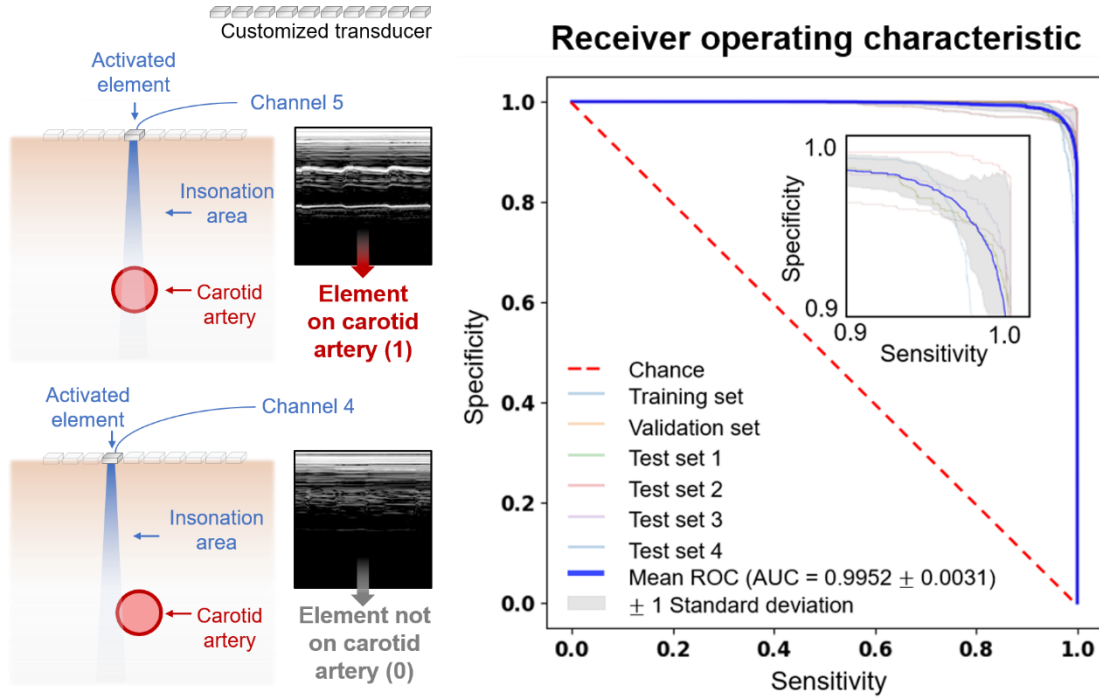 Customized transducer
Activated
element
Channel 5
Insonation
area
Carotid
artery
Element
on carotid
artery (1)
Activated
element
Channel 4
Insonation
area
Carotid
artery
Element not
on carotid
artery (0)
Receiver operating characteristic
Specificity
1.0
0.8
0.6
0.4
0.2
0.0
0.0
0.2
0.4
0.6
0.8
1.0
Sensitivity
1.0
Specificity
0.9
0.9
1.0
Sensitivity
Chance
Training set
Validation set
Test set 1
Test set 2
Test set 3
Test set 4
Mean ROC (AUC = 0.9952 ± 0.0031)
± 1 Standard deviation